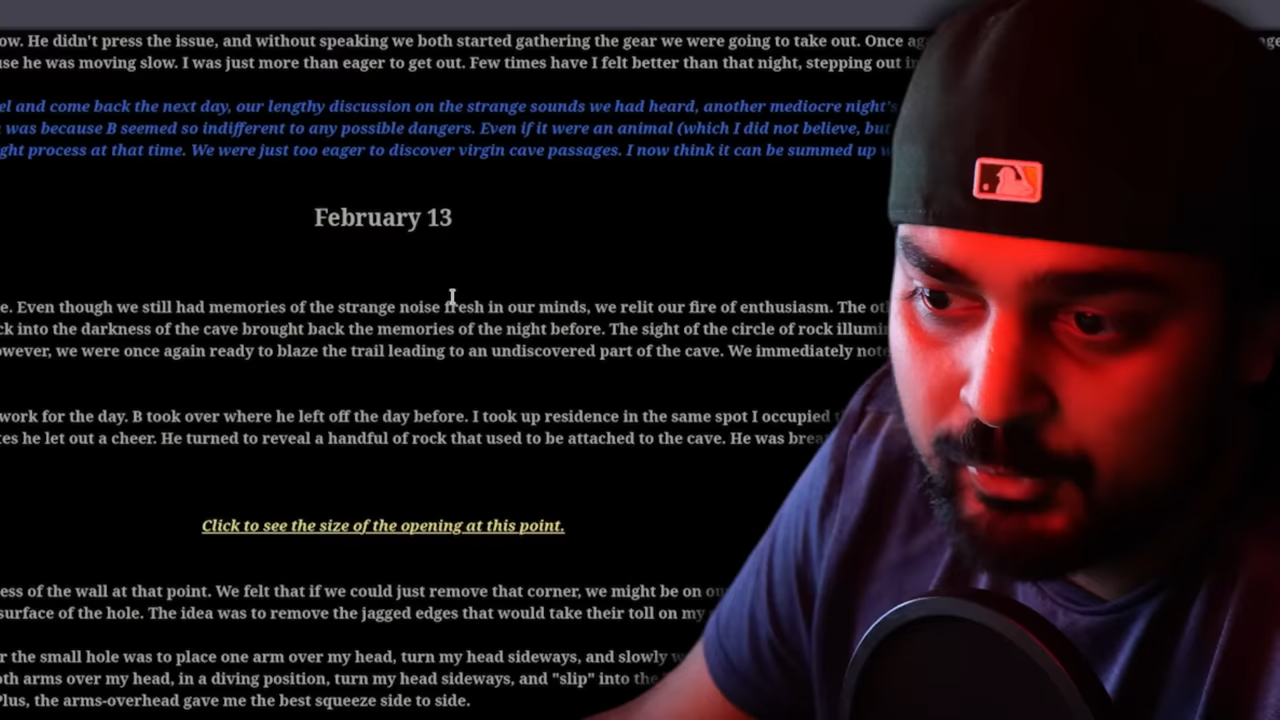 He didn't press the issue, and without speaking we both started gathering the gear we were going to take out. Once
he was moving slow. I was just more than eager to get out. Few times have I felt better than that night, stepping out
and come back the next day, our lengthy discussion on the strange sounds we had heard, another mediocre night's
was because B seemed so indifferent to any possible dangers. Even if it were an animal (which I did not believe, but
process at that time. We were just too eager to discover virgin cave passages. I now think it can be summed up
February 13
Even though we still had memories of the strange noise fresh in our minds, we relit our fire of enthusiasm. The
into the darkness of the cave brought back the memories of the night before. The sight of the circle of rock
we were once again ready to blaze the trail leading to an undiscovered part of the cave. We immediately
work for the day. B took over where he left off the day before. I took up residence in the same spot I occupied
he let out a cheer. He turned to reveal a handful of rock that used to be attached to the cave. He was
Click to see the size of the opening at this point.
of the wall at that point. We felt that if we could just remove that corner, we might be on
surface of the hole. The idea was to remove the jagged edges that would take their toll on my
the small hole was to place one arm over my head, turn my head sideways, and slowly
arms over my head, in a diving position, turn my head sideways, and "slip" into the
Plus, the arms-overhead gave me the best squeeze side to side.